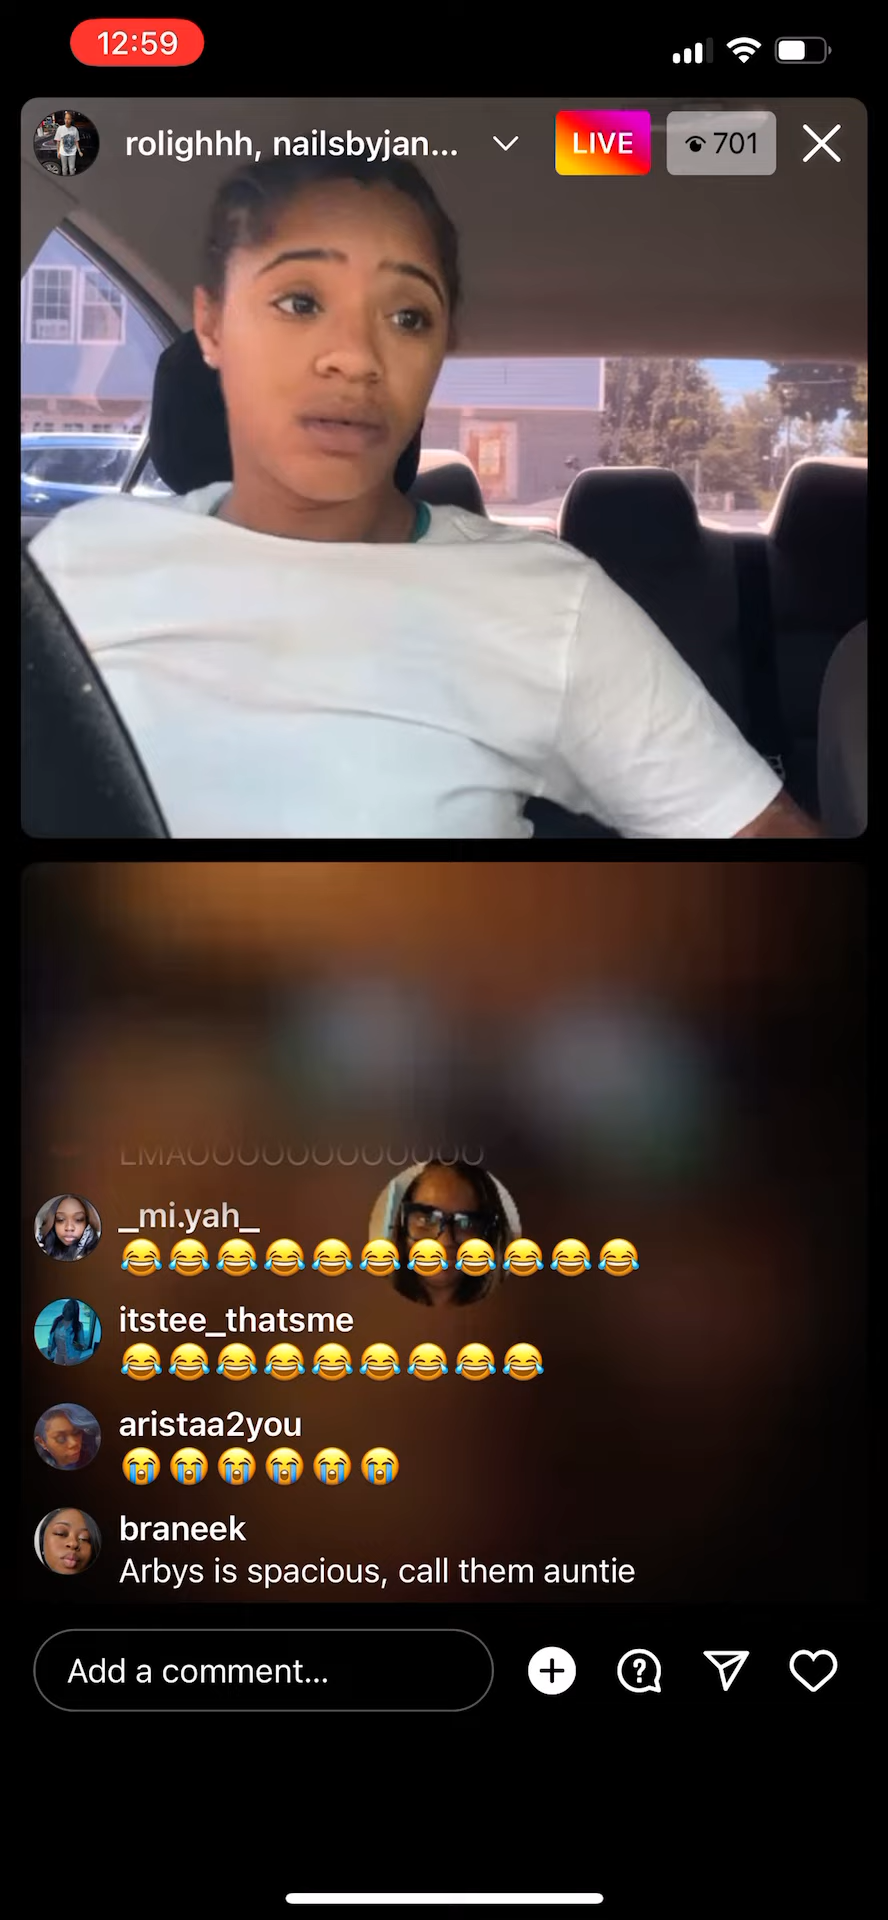 12:59
rolighhh, nailsbyjan...
LIVE
701
LMAOOOOOOOOOOOO
_mi.yah_
😂😂😂😂😂😂😂😂😂😂😂
itstee_thatsme
😂😂😂😂😂😂😂😂😂
aristaa2you
😭😭😭😭😭😭
braneek
Arbys is spacious, call them auntie
Add a comment...